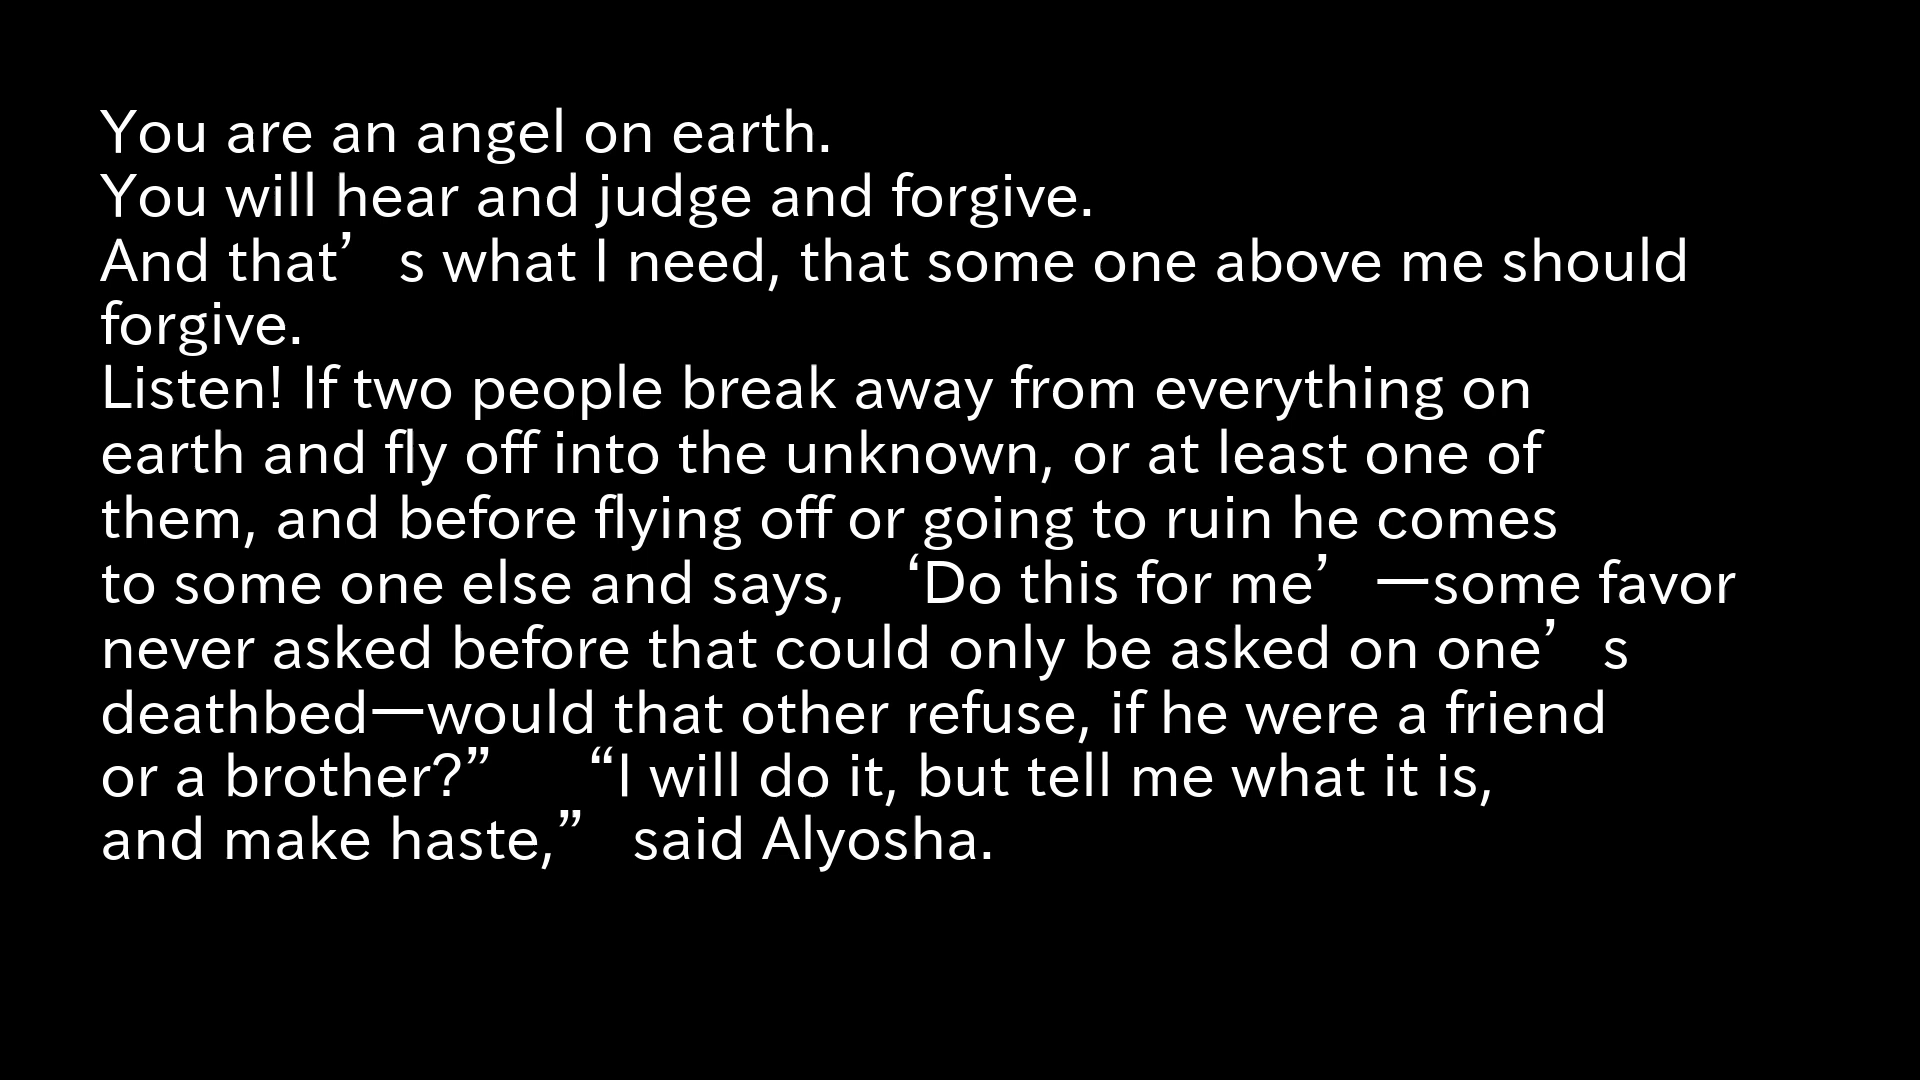 You are an angel on earth.
You will hear and judge and forgive.
And that’s what I need, that some one above me should
forgive.
Listen! If two people break away from everything on
earth and fly off into the unknown, or at least one of
them, and before flying off or going to ruin he comes
to some one else and says, ‘Do this for me’—some favor
never asked before that could only be asked on one’s
deathbed—would that other refuse, if he were a friend
or a brother?” “I will do it, but tell me what it is,
and make haste,” said Alyosha.